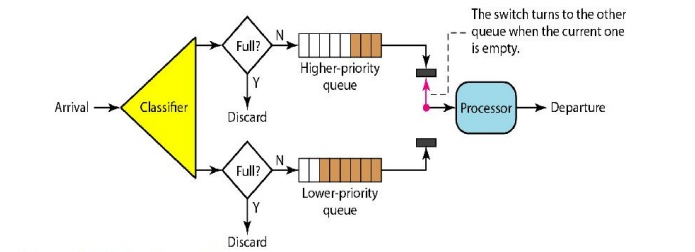 The switch turns to the other
queue when the current one
is empty.
Full?
N
Higher-priority
queue
Y
Discard
Arrival
Classifier
Processor
Departure
Full?
N
Lower-priority
queue
Y
Discard